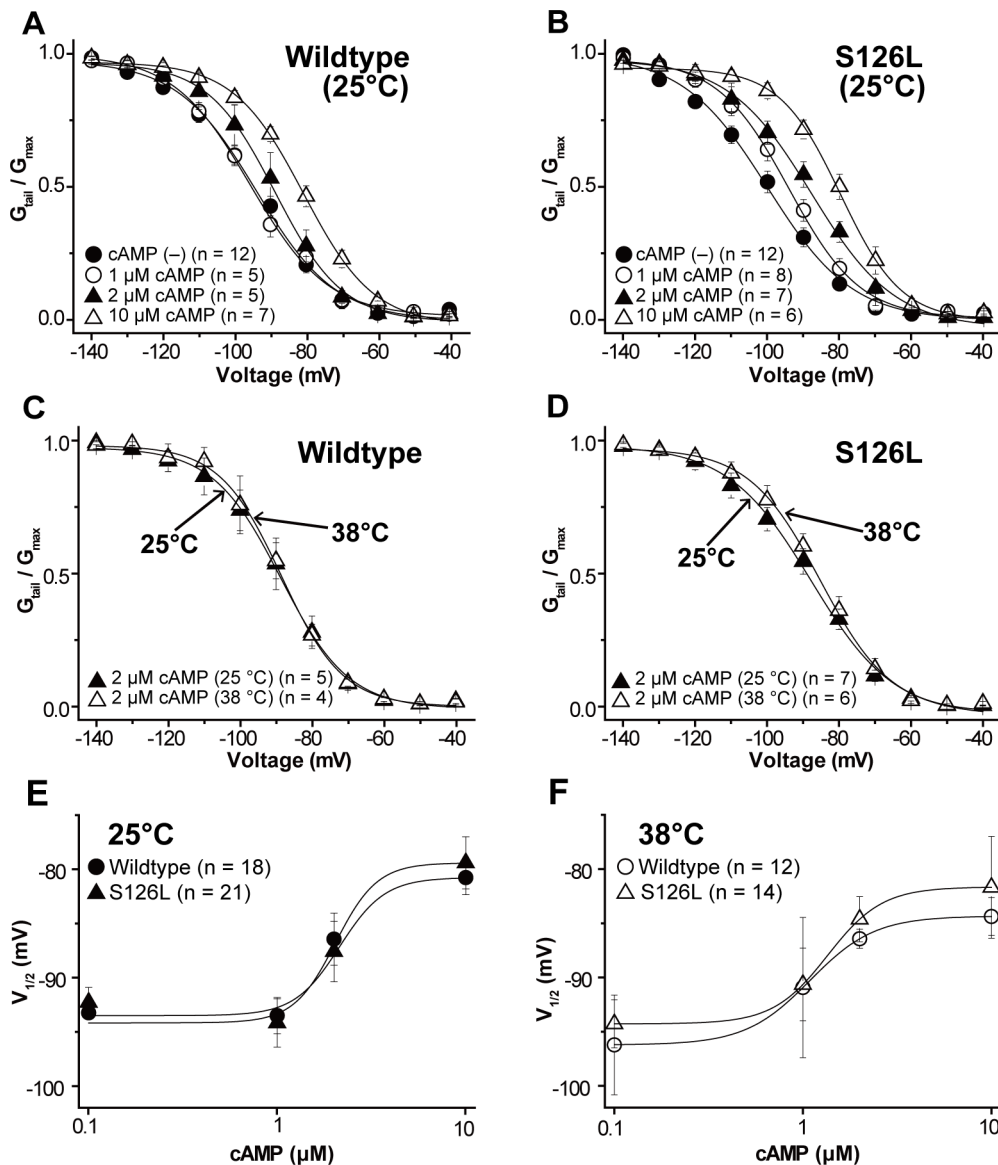 A
Wildtype
(25°C)
1.0
0.5
0.0
G_tail / G_max
cAMP (–) (n = 12)
1 µM cAMP (n = 5)
2 µM cAMP (n = 5)
10 µM cAMP (n = 7)
-140 -120 -100 -80 -60 -40
Voltage (mV)
B
S126L
(25°C)
1.0
0.5
0.0
G_tail / G_max
cAMP (–) (n = 12)
1 µM cAMP (n = 8)
2 µM cAMP (n = 7)
10 µM cAMP (n = 6)
-140 -120 -100 -80 -60 -40
Voltage (mV)
C
Wildtype
1.0
0.5
0.0
G_tail / G_max
25°C
38°C
2 µM cAMP (25 °C) (n = 5)
2 µM cAMP (38 °C) (n = 4)
-140 -120 -100 -80 -60 -40
Voltage (mV)
D
S126L
1.0
0.5
0.0
G_tail / G_max
25°C
38°C
2 µM cAMP (25 °C) (n = 7)
2 µM cAMP (38 °C) (n = 6)
-140 -120 -100 -80 -60 -40
Voltage (mV)
E
25°C
Wildtype (n = 18)
S126L (n = 21)
-80
-90
-100
V_1/2 (mV)
0.1 1 10
cAMP (µM)
F
38°C
Wildtype (n = 12)
S126L (n = 14)
-80
-90
-100
V_1/2 (mV)
0.1 1 10
cAMP (µM)